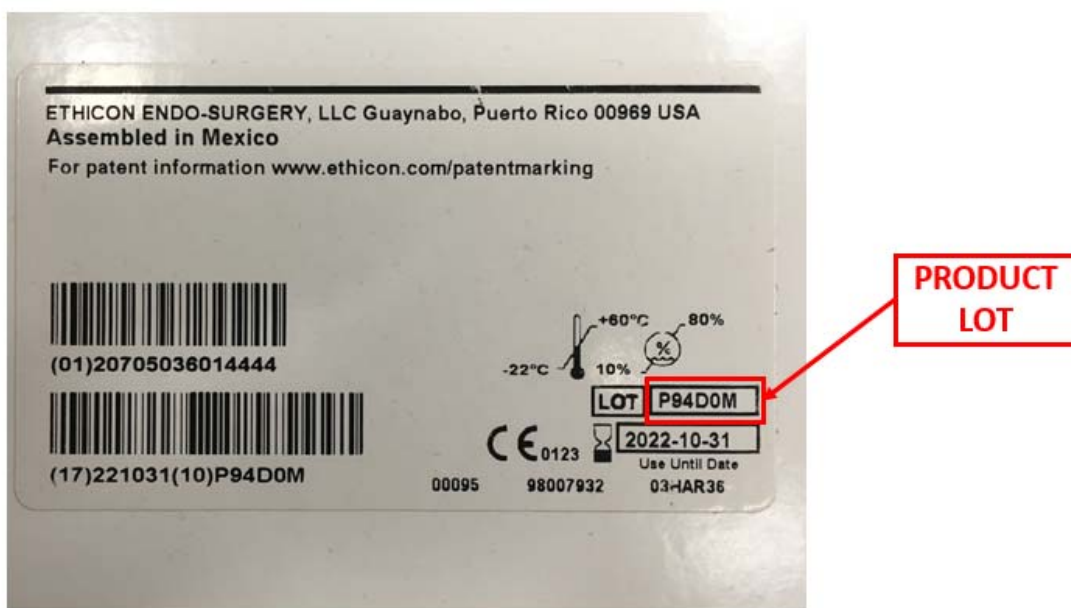 ETHICON ENDO-SURGERY, LLC Guaynabo, Puerto Rico 00969 USA
Assembled in Mexico
For patent information www.ethicon.com/patentmarking
PRODUCT
LOT
+60°C 80%
%
(01)20705036014444
-22°C 10%
LOT P94D0M
CE 0123 2022-10-31
Use Until Date
(17)221031(10)P94D0M
00095 98007932 03HAR36